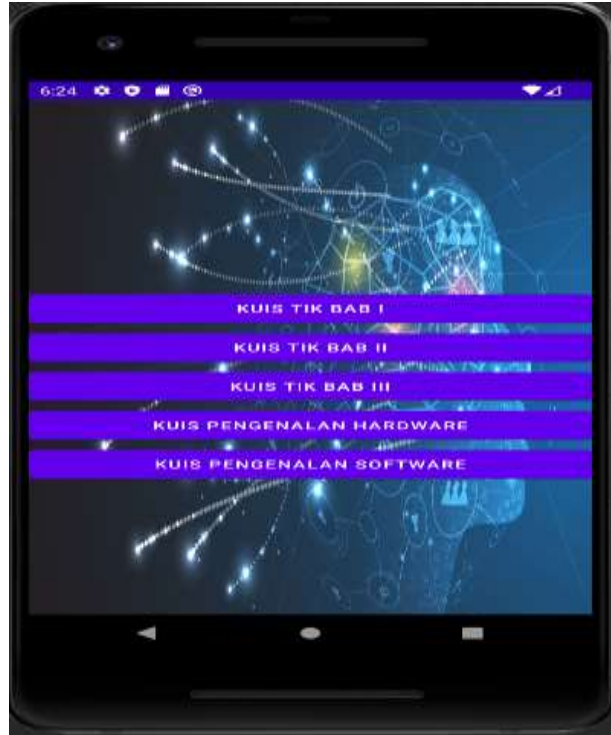 6:24
KUIS TIK BAB I
KUIS TIK BAB II
KUIS TIK BAB III
KUIS PENGENALAN HARDWARE
KUIS PENGENALAN SOFTWARE